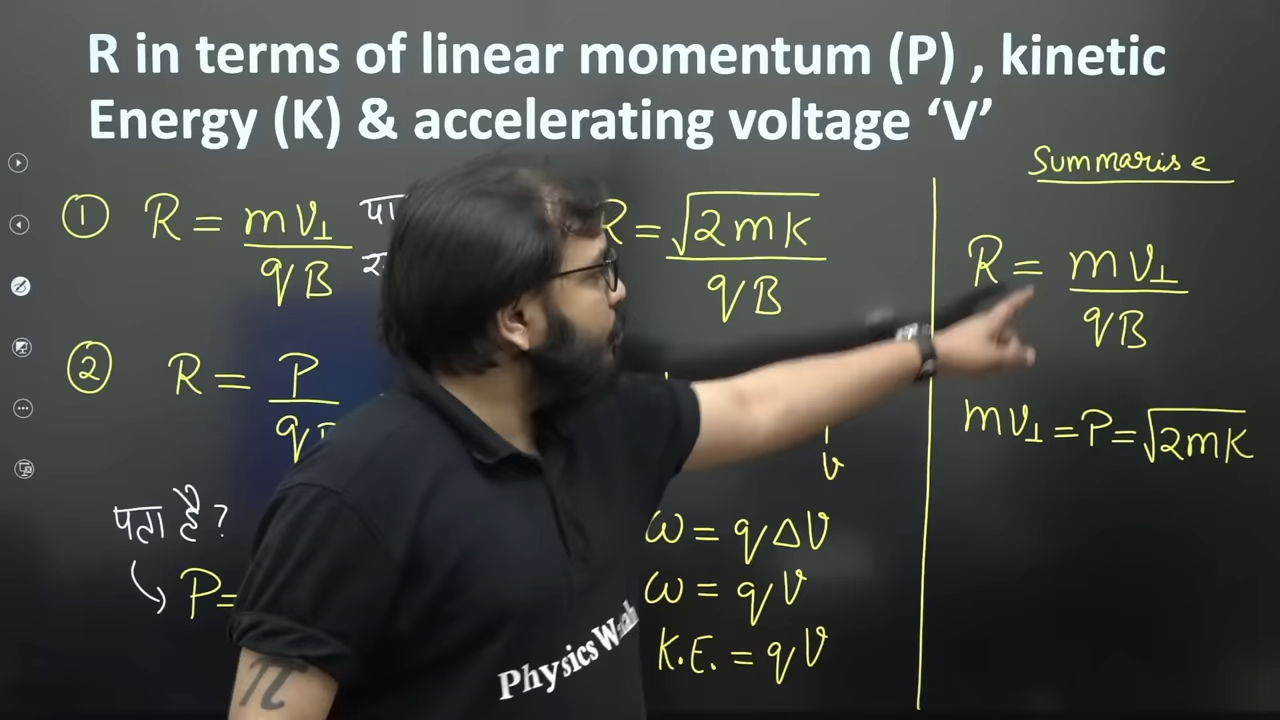 R in terms of linear momentum (P) , kinetic
Energy (K) & accelerating voltage ‘V’
① R = mv⊥ / qB
② R = P / qB
पता है?
↳ P=
R = √2mK / qB
v
W = qΔV
W = qV
K.E. = qV
Summarise
R = mv⊥ / qB
mv⊥ = P = √2mK
π
Physics W